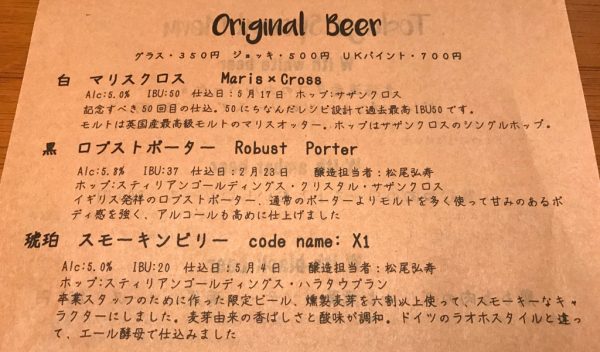 Original Beer
グラス・350円 ジョッキ・500円 UKパイント・700円
白 マリスクロス Maris×Cross
Alc:5.0% IBU:50 仕込日:5月17日 ホップ:サザンクロス
記念すべき50回目の仕込。50にちなんだレシピ設計で過去最高IBU50です。
モルトは英国産最高級モルトのマリスオッター。ホップはサザンクロスのシングルホップ。
黒 ロブストポーター Robust Porter
Alc:5.8% IBU:37 仕込日:2月23日 醸造担当者:松尾弘寿
ホップ:スティリアンゴールディングス・クリスタル・サザンクロス
イギリス発祥のロブストポーター、通常のポーターよりモルトを多く使って甘みのあるボ
ディ感を強く、アルコールも高めに仕上げました
琥珀 スモーキンビリー code name: X1
Alc:5.0% IBU:20 仕込日:5月4日 醸造担当者:松尾弘寿
ホップ:スティリアンゴールディングス・ハラタウブラン
卒業スタッフのために作った限定ビール、燻製麦芽を六割以上使って、スモーキーなキャ
ラクターにしました。麦芽由来の香ばしさと酸味が調和。ドイツのラオホスタイルと違っ
て、エール酵母で仕込みました